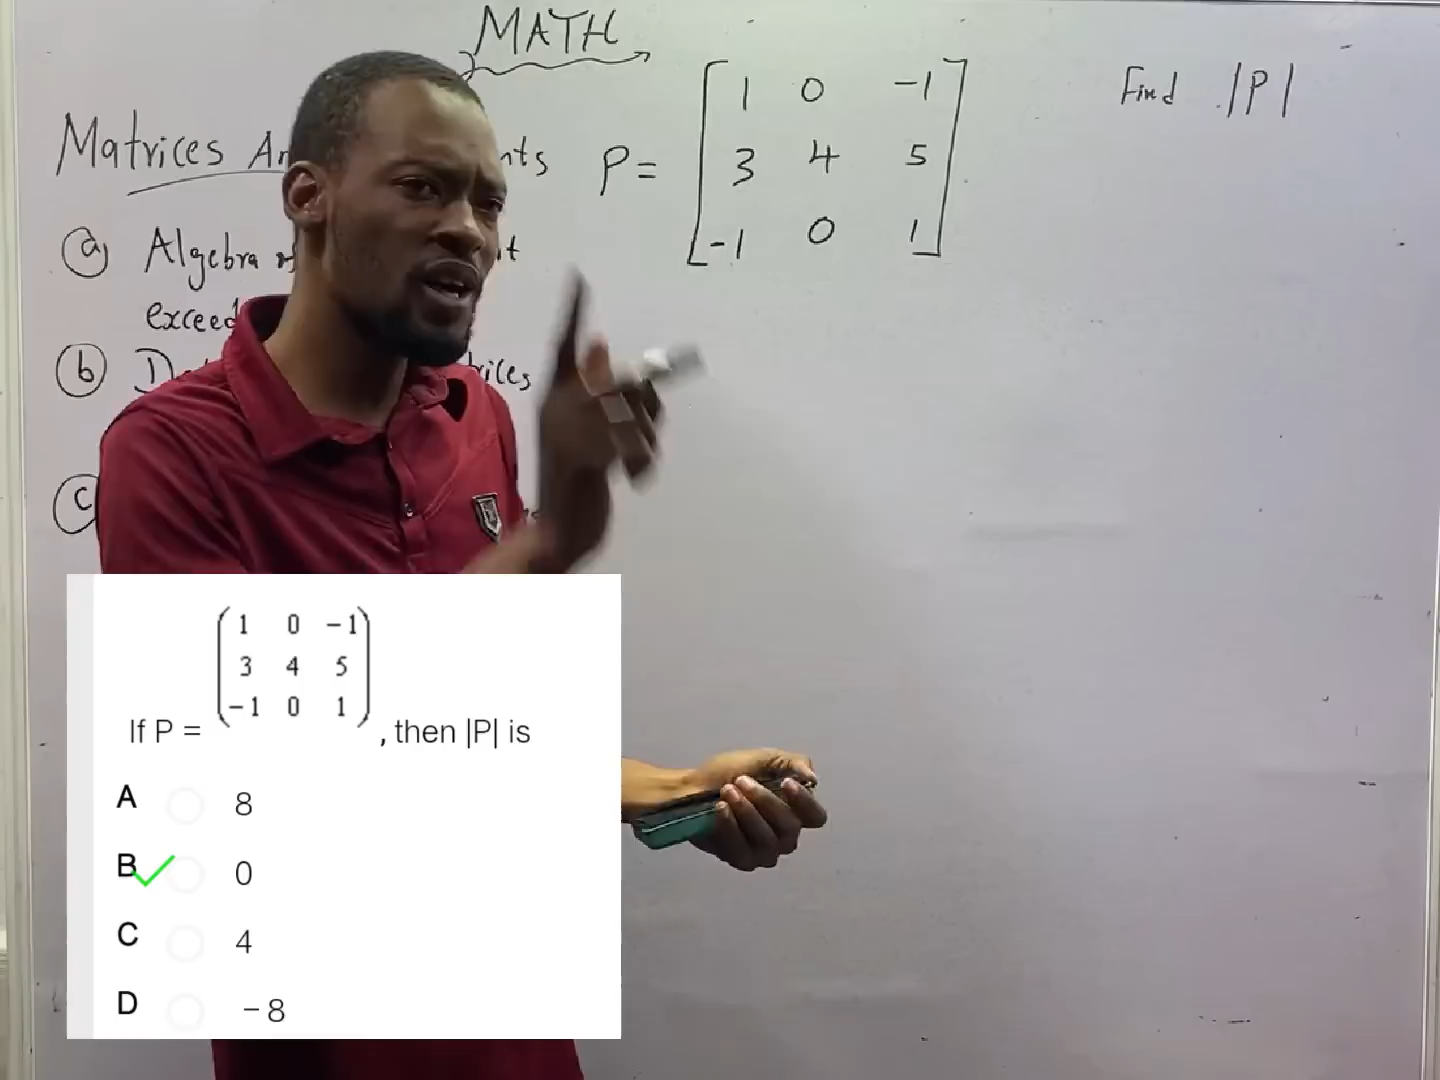 MATH
Matrices nts
P = [ 1 0 -1
3 4 5
-1 0 1 ]
Find |P|
a Algebra
exceed
b rices
c
( 1 0 -1
3 4 5
-1 0 1 )
If P = , then |P| is
A 8
B 0
C 4
D -8